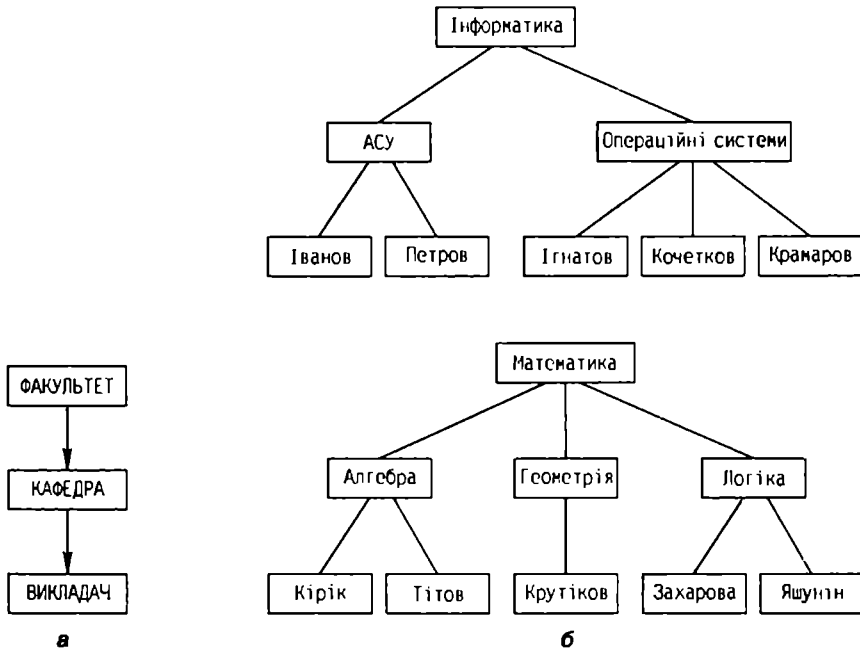 Інформатика
АСУ
Операційні системи
Іванов
Петров
Ігнатов
Кочетков
Крамаров
Математика
ФАКУЛЬТЕТ
Алгебра
Геометрія
Логіка
КАФЕДРА
Кірік
Тітов
Крутіков
Захарова
Яшунін
ВИКЛАДАЧ
а
б